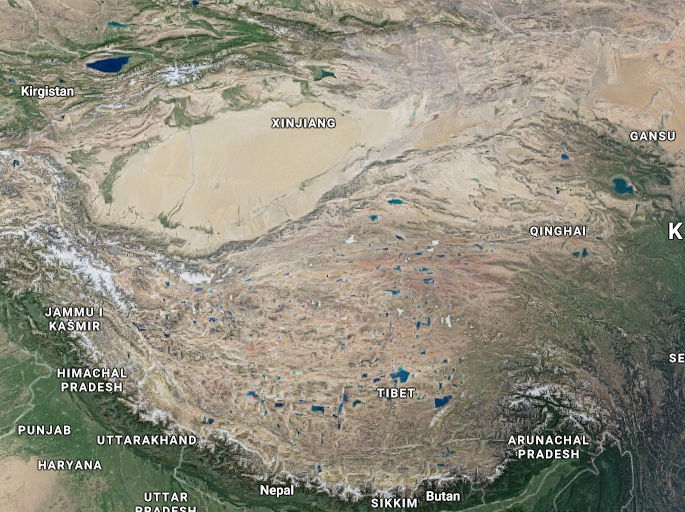 Kirgistan
XINJIANG
GANSU
QINGHAI
K
JAMMU I
KAŠMIR
SE
HIMACHAL
PRADESH
TIBET
PUNJAB
UTTARAKHAND
ARUNACHAL
PRADESH
HARYANA
Nepal
UTTAR
PRADESH
SIKKIM
Butan